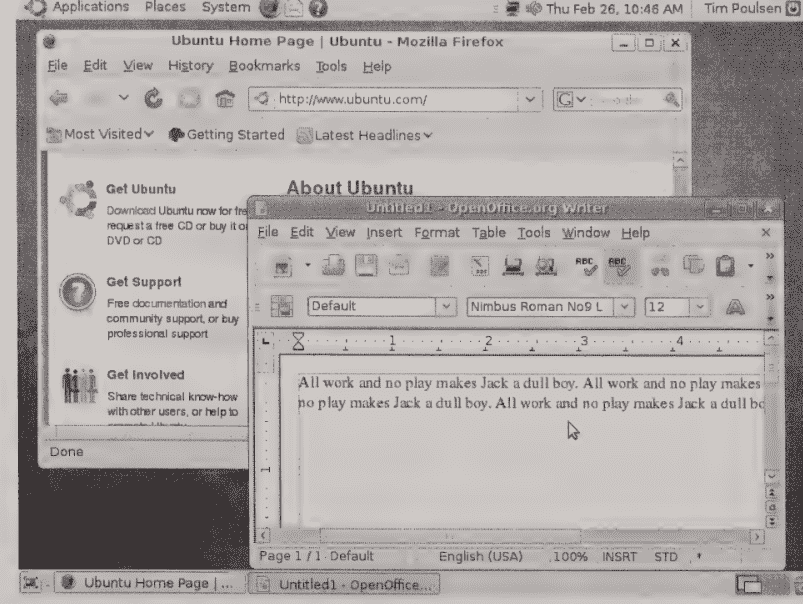 Applications Places System
Thu Feb 26, 10:46 AM Tim Poulsen
Ubuntu Home Page | Ubuntu - Mozilla Firefox
File Edit View History Bookmarks Tools Help
http://www.ubuntu.com/
G
Most Visited Getting Started Latest Headlines
Get Ubuntu
Download Ubuntu now for fre
request a free CD or buy it o
DVD or CD
Get Support
Free documentation and
community support, or buy
professional support
Get Involved
Share technical know-how
with other users, or help to
About Ubuntu
Done
Untitled1 - OpenOffice.org Writer
File Edit View Insert Format Table Tools Window Help
ABC ABC
Default Nimbus Roman No9 L 12
1 2 3 4
All work and no play makes Jack a dull boy. All work and no play makes
no play makes Jack a dull boy. All work and no play makes Jack a dull bo
1
Page 1 / 1 Default English (USA) 100% INSRT STD *
Ubuntu Home Page | ... Untitled1 - OpenOffice...